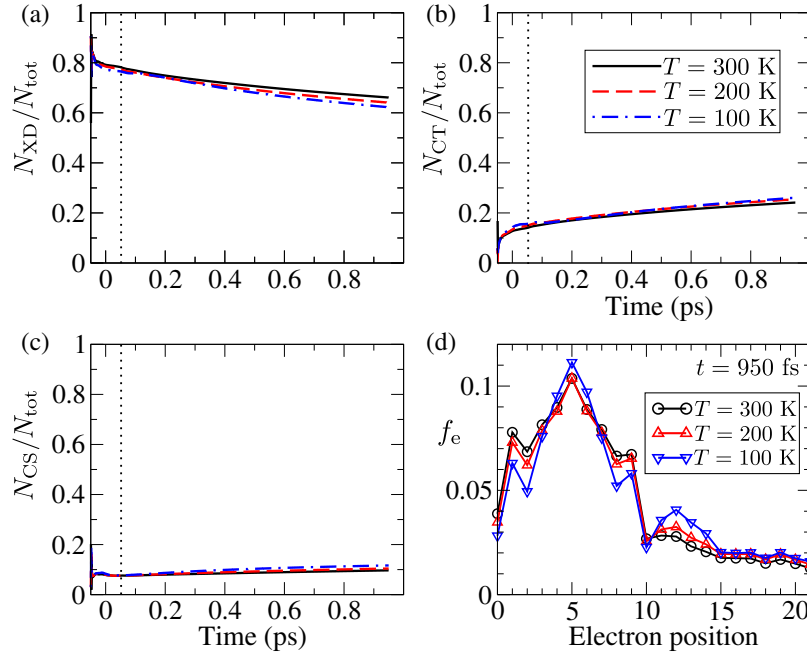 (a)
1
0.8
0.6
0.4
0.2
0
N_XD/N_tot
0 0.2 0.4 0.6 0.8
(b)
1
0.8
0.6
0.4
0.2
0
N_CT/N_tot
T = 300 K
T = 200 K
T = 100 K
0 0.2 0.4 0.6 0.8
Time (ps)
(c)
1
0.8
0.6
0.4
0.2
0
N_CS/N_tot
0 0.2 0.4 0.6 0.8
Time (ps)
(d)
t = 950 fs
0.1
f_e
0.05
0
T = 300 K
T = 200 K
T = 100 K
0 5 10 15 20
Electron position